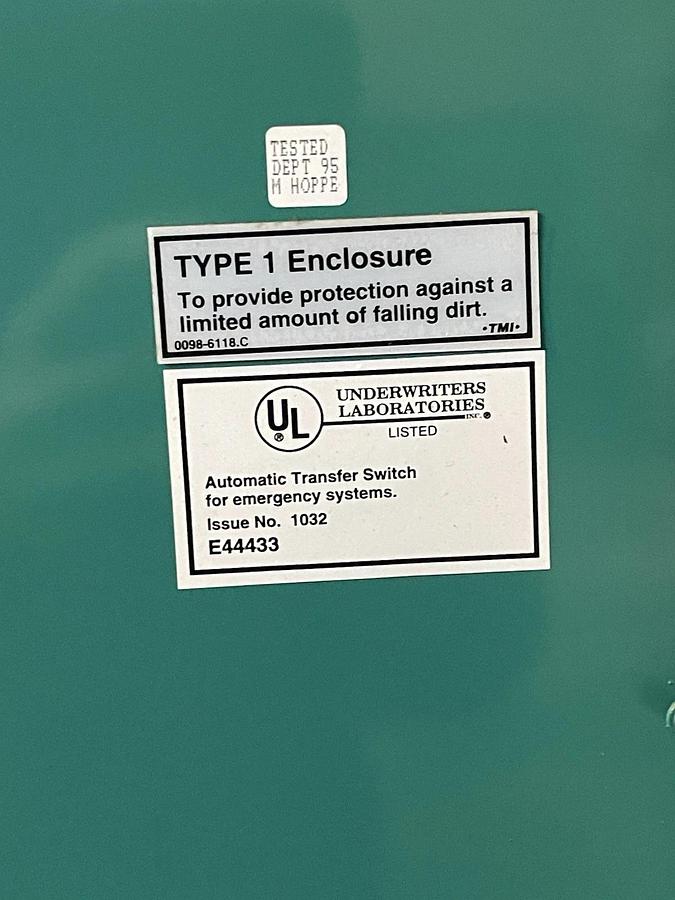 TESTED
DEPT 95
M HOPPE
TYPE 1 Enclosure
To provide protection against a
limited amount of falling dirt.
0098-6118.C
•TMI•
UL®
UNDERWRITERS
LABORATORIES
INC.®
LISTED
Automatic Transfer Switch
for emergency systems.
Issue No. 1032
E44433